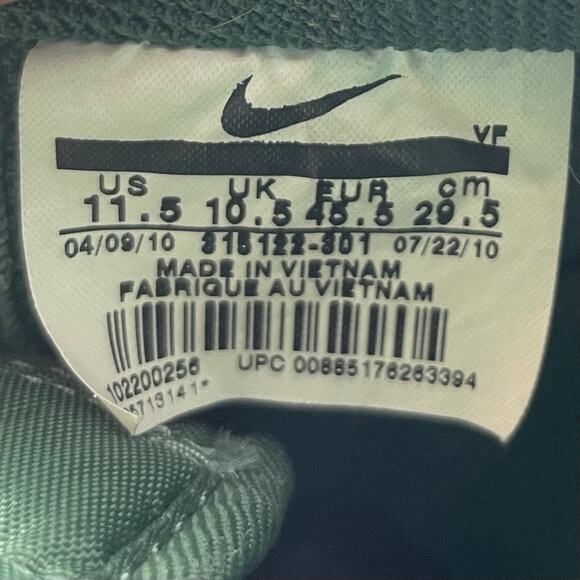 VF
US UK EUR cm
11.5 10.5 45.5 29.5
04/09/10 315122-301 07/22/10
MADE IN VIETNAM
FABRIQUE AU VIETNAM
102200256 UPC 00885176263394
5713141*